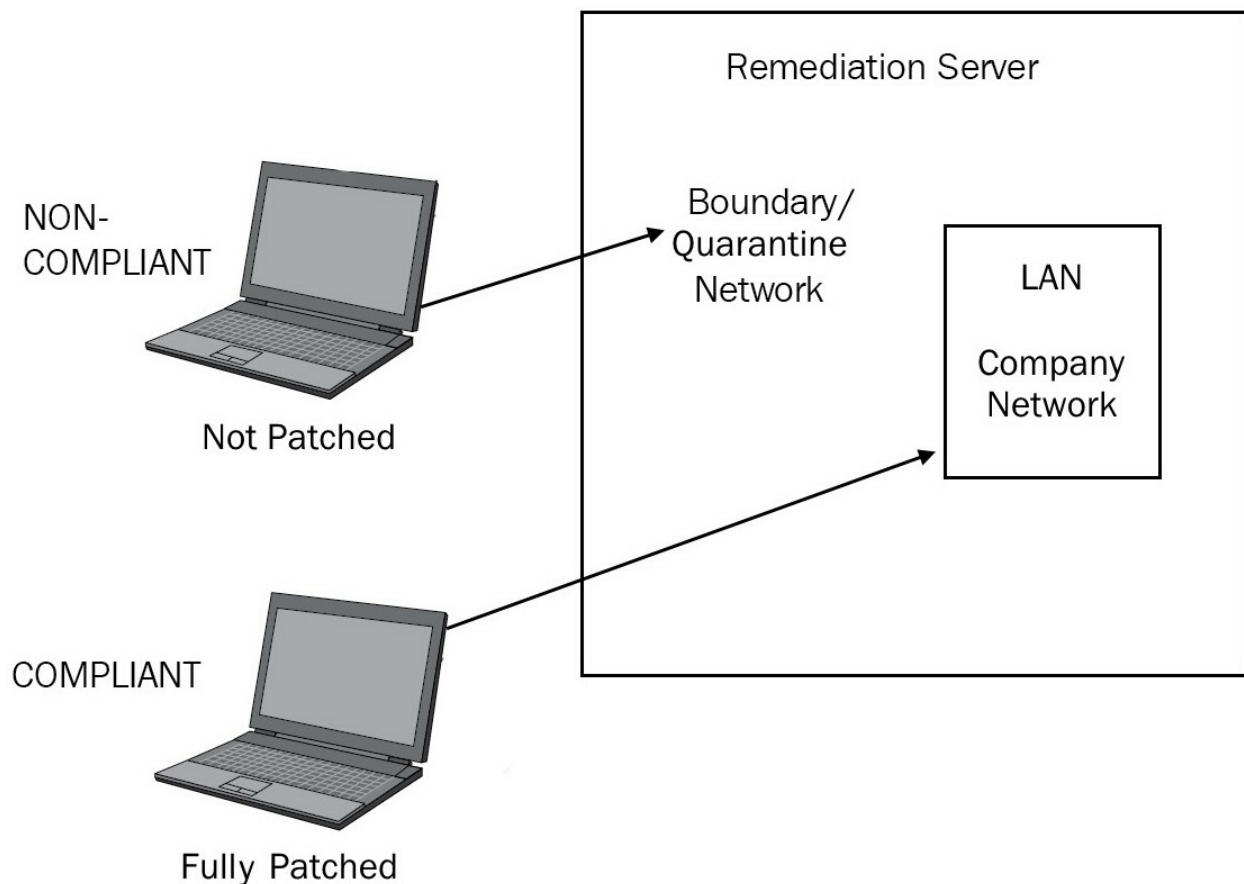 Remediation Server
NON-
COMPLIANT
Boundary/
Quarantine
Network
LAN
Company
Network
Not Patched
COMPLIANT
Fully Patched